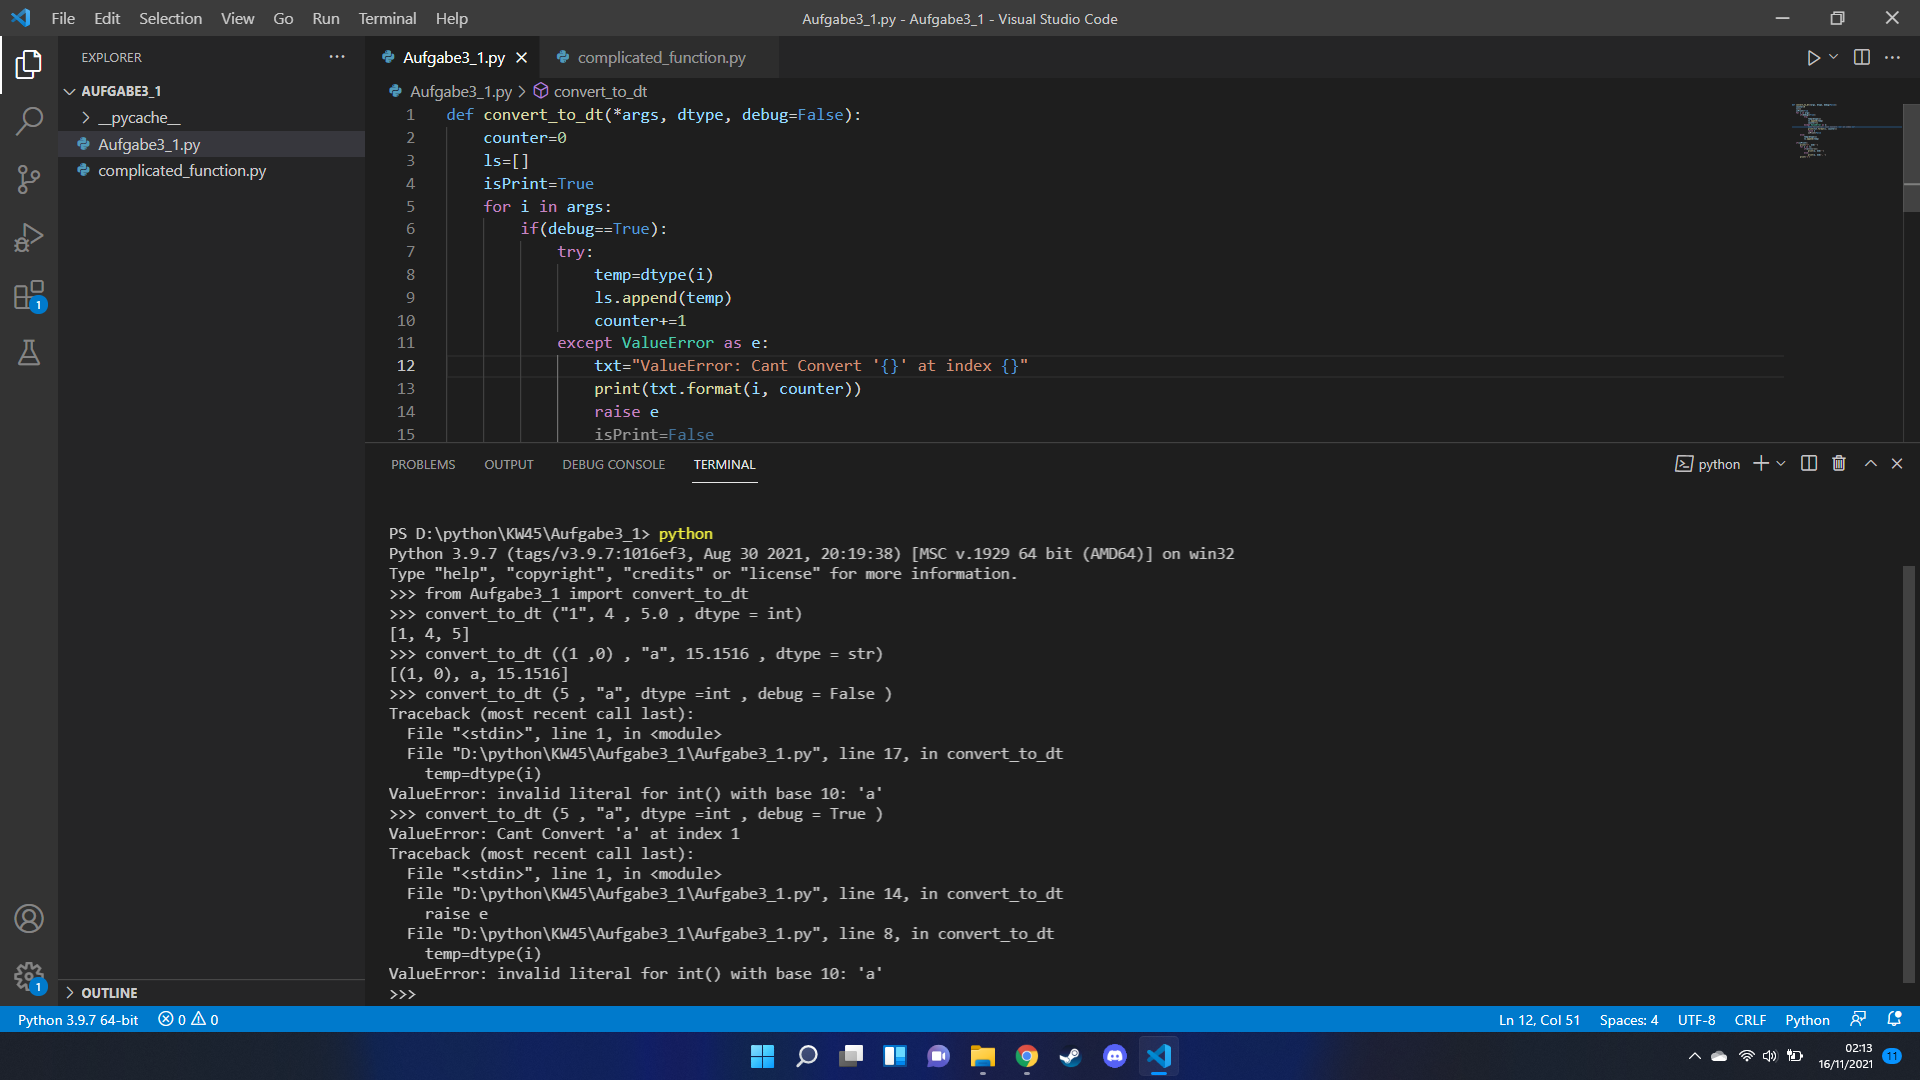 File Edit Selection View Go Run Terminal Help
Aufgabe3_1.py - Aufgabe3_1 - Visual Studio Code
EXPLORER
AUFGABE3_1
__pycache__
Aufgabe3_1.py
complicated_function.py
OUTLINE
Aufgabe3_1.py complicated_function.py
Aufgabe3_1.py > convert_to_dt
1 def convert_to_dt(*args, dtype, debug=False):
2 counter=0
3 ls=[]
4 isPrint=True
5 for i in args:
6 if(debug==True):
7 try:
8 temp=dtype(i)
9 ls.append(temp)
10 counter+=1
11 except ValueError as e:
12 txt="ValueError: Cant Convert '{}' at index {}"
13 print(txt.format(i, counter))
14 raise e
15 isPrint=False
PROBLEMS OUTPUT DEBUG CONSOLE TERMINAL
python
PS D:\python\KW45\Aufgabe3_1> python
Python 3.9.7 (tags/v3.9.7:1016ef3, Aug 30 2021, 20:19:38) [MSC v.1929 64 bit (AMD64)] on win32
Type "help", "copyright", "credits" or "license" for more information.
>>> from Aufgabe3_1 import convert_to_dt
>>> convert_to_dt ("1", 4 , 5.0 , dtype = int)
[1, 4, 5]
>>> convert_to_dt ((1 ,0) , "a", 15.1516 , dtype = str)
[(1, 0), a, 15.1516]
>>> convert_to_dt (5 , "a", dtype =int , debug = False )
Traceback (most recent call last):
File "<stdin>", line 1, in <module>
File "D:\python\KW45\Aufgabe3_1\Aufgabe3_1.py", line 17, in convert_to_dt
temp=dtype(i)
ValueError: invalid literal for int() with base 10: 'a'
>>> convert_to_dt (5 , "a", dtype =int , debug = True )
ValueError: Cant Convert 'a' at index 1
Traceback (most recent call last):
File "<stdin>", line 1, in <module>
File "D:\python\KW45\Aufgabe3_1\Aufgabe3_1.py", line 14, in convert_to_dt
raise e
File "D:\python\KW45\Aufgabe3_1\Aufgabe3_1.py", line 8, in convert_to_dt
temp=dtype(i)
ValueError: invalid literal for int() with base 10: 'a'
>>>
1
1
Python 3.9.7 64-bit 0 0
Ln 12, Col 51 Spaces: 4 UTF-8 CRLF Python
02:13
16/11/2021
11